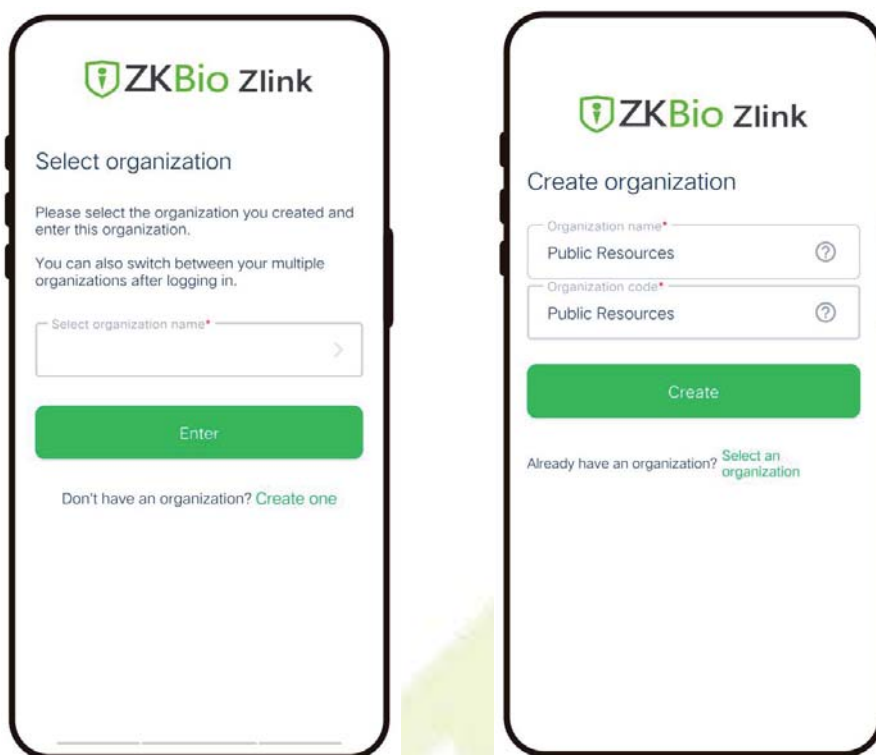 ZKBio Zlink
Select organization
Please select the organization you created and
enter this organization.
You can also switch between your multiple
organizations after logging in.
Select organization name*
Enter
Don't have an organization? Create one
ZKBio Zlink
Create organization
Organization name*
Public Resources
Organization code*
Public Resources
Create
Already have an organization? Select an
organization